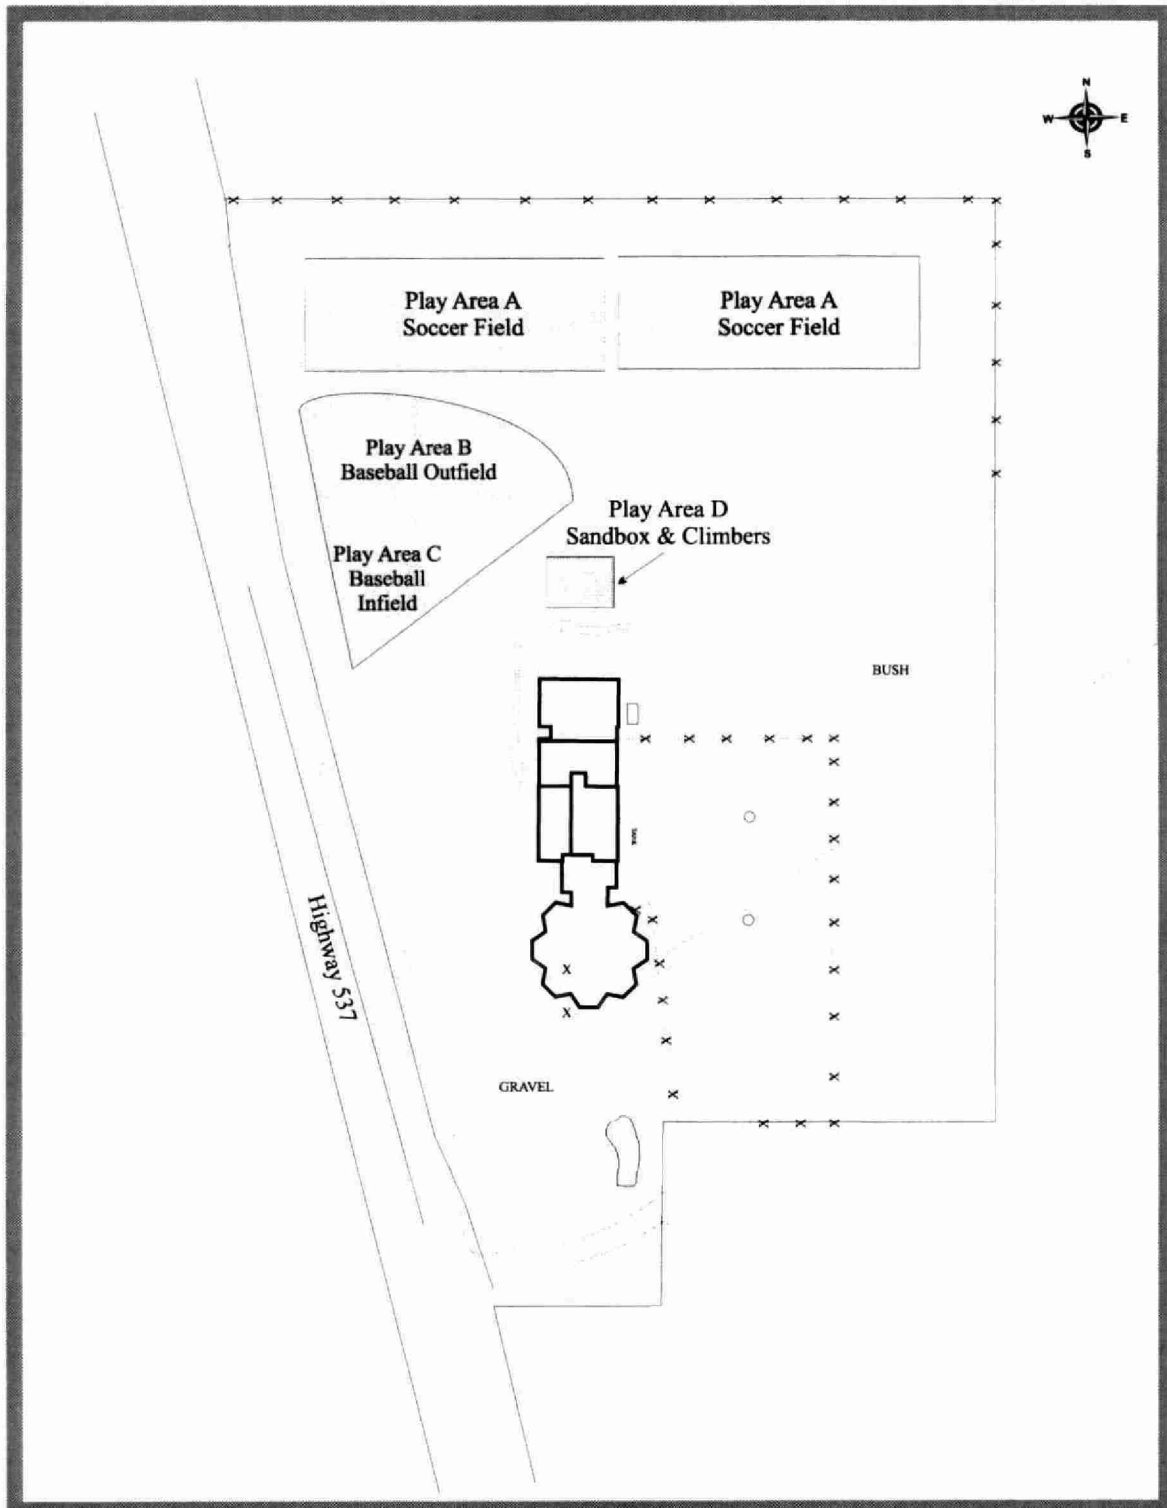 N
W E
S
Play Area A
Soccer Field
Play Area A
Soccer Field
Play Area B
Baseball Outfield
Play Area D
Sandbox & Climbers
Play Area C
Baseball
Infield
BUSH
Highway 537
GRAVEL